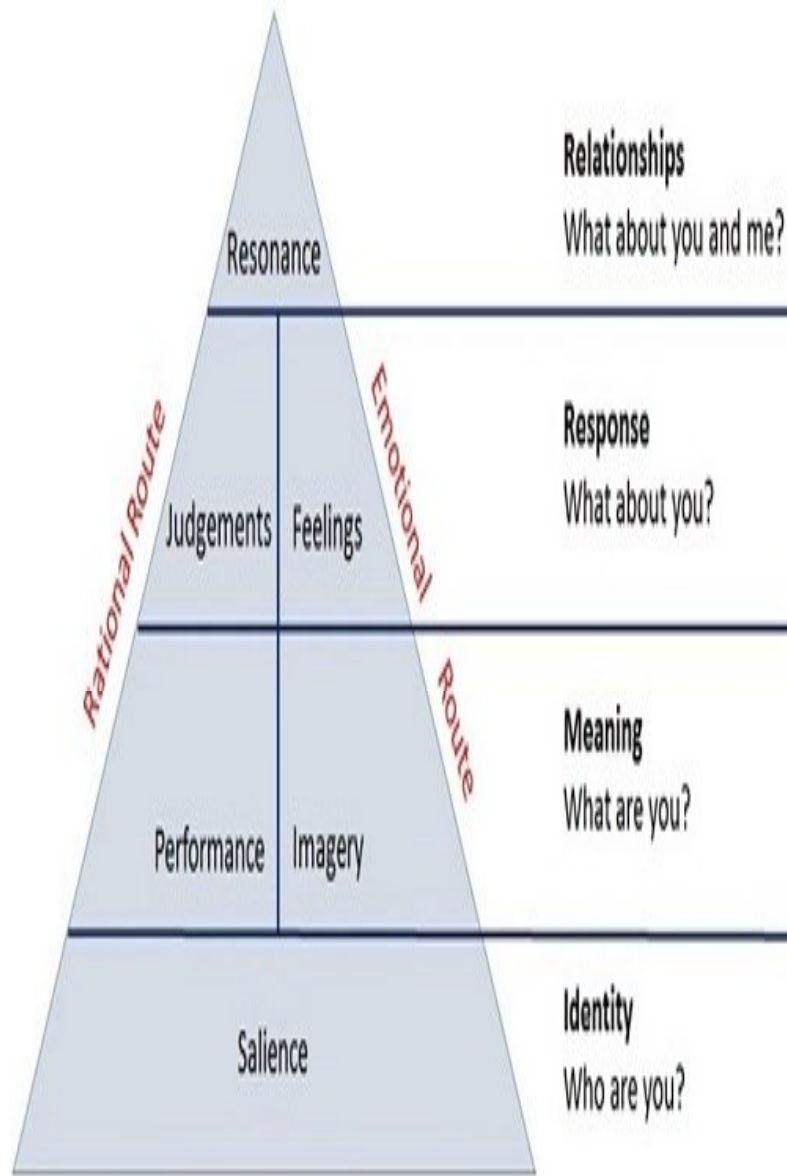 Relationships
What about you and me?
Resonance
Rational Route
Emotional Route
Response
What about you?
Judgements Feelings
Meaning
What are you?
Performance Imagery
Identity
Who are you?
Salience